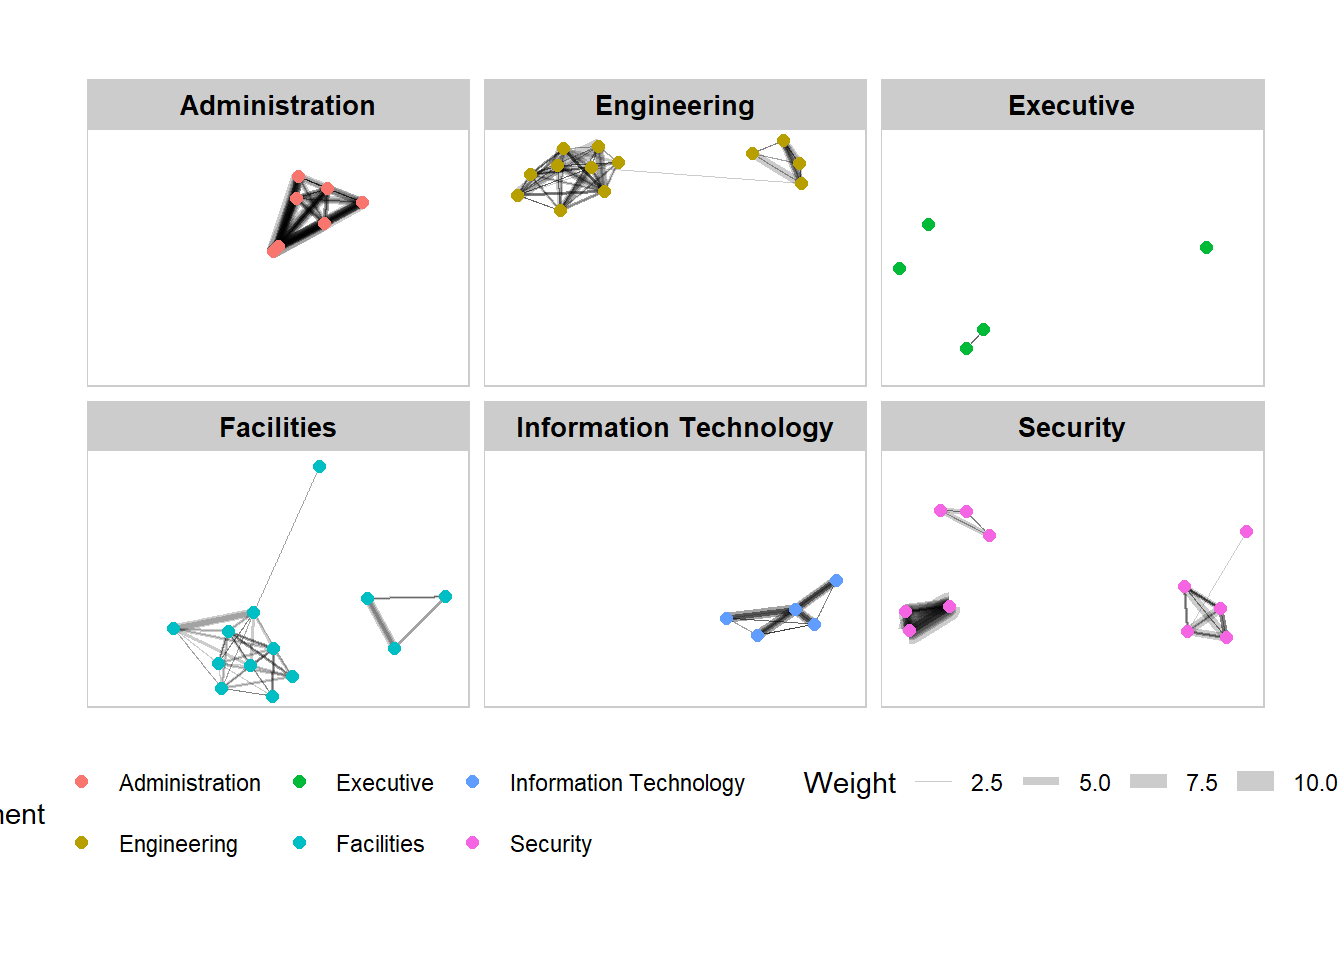 Administration
Engineering
Executive
Facilities
Information Technology
Security
Administration
Executive
Information Technology
Weight
2.5
5.0
7.5
10.0
Engineering
Facilities
Security